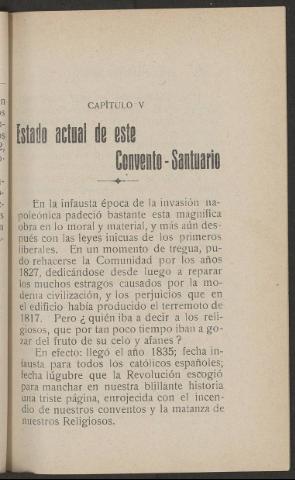 CAPÍTULO V
Estado actual de este
Convento-Santuario
En la infausta época de la invasión na-
poleónica padeció bastante esta magnífica
obra en lo moral y material, y más aún des-
pués con las leyes inicuas de los primeros
liberales. En un momento de tregua, pu-
do rehacerse la Comunidad por los años
1827, dedicándose desde luego a reparar
los muchos estragos causados por la mo-
derna civilización, y los perjuicios que en
el edificio había producido el terremoto de
1817. Pero ¿quién iba a decir a los reli-
giosos, que por tan poco tiempo iban a go-
zar del fruto de su celo y afanes?
En efecto: llegó el año 1835; fecha in-
fausta para todos los católicos españoles;
fecha lúgubre que la Revolución escogió
para manchar en nuestra blillante historia
una triste página, enrojecida con el incen-
dio de nuestros conventos y la matanza de
nuestros Religiosos.